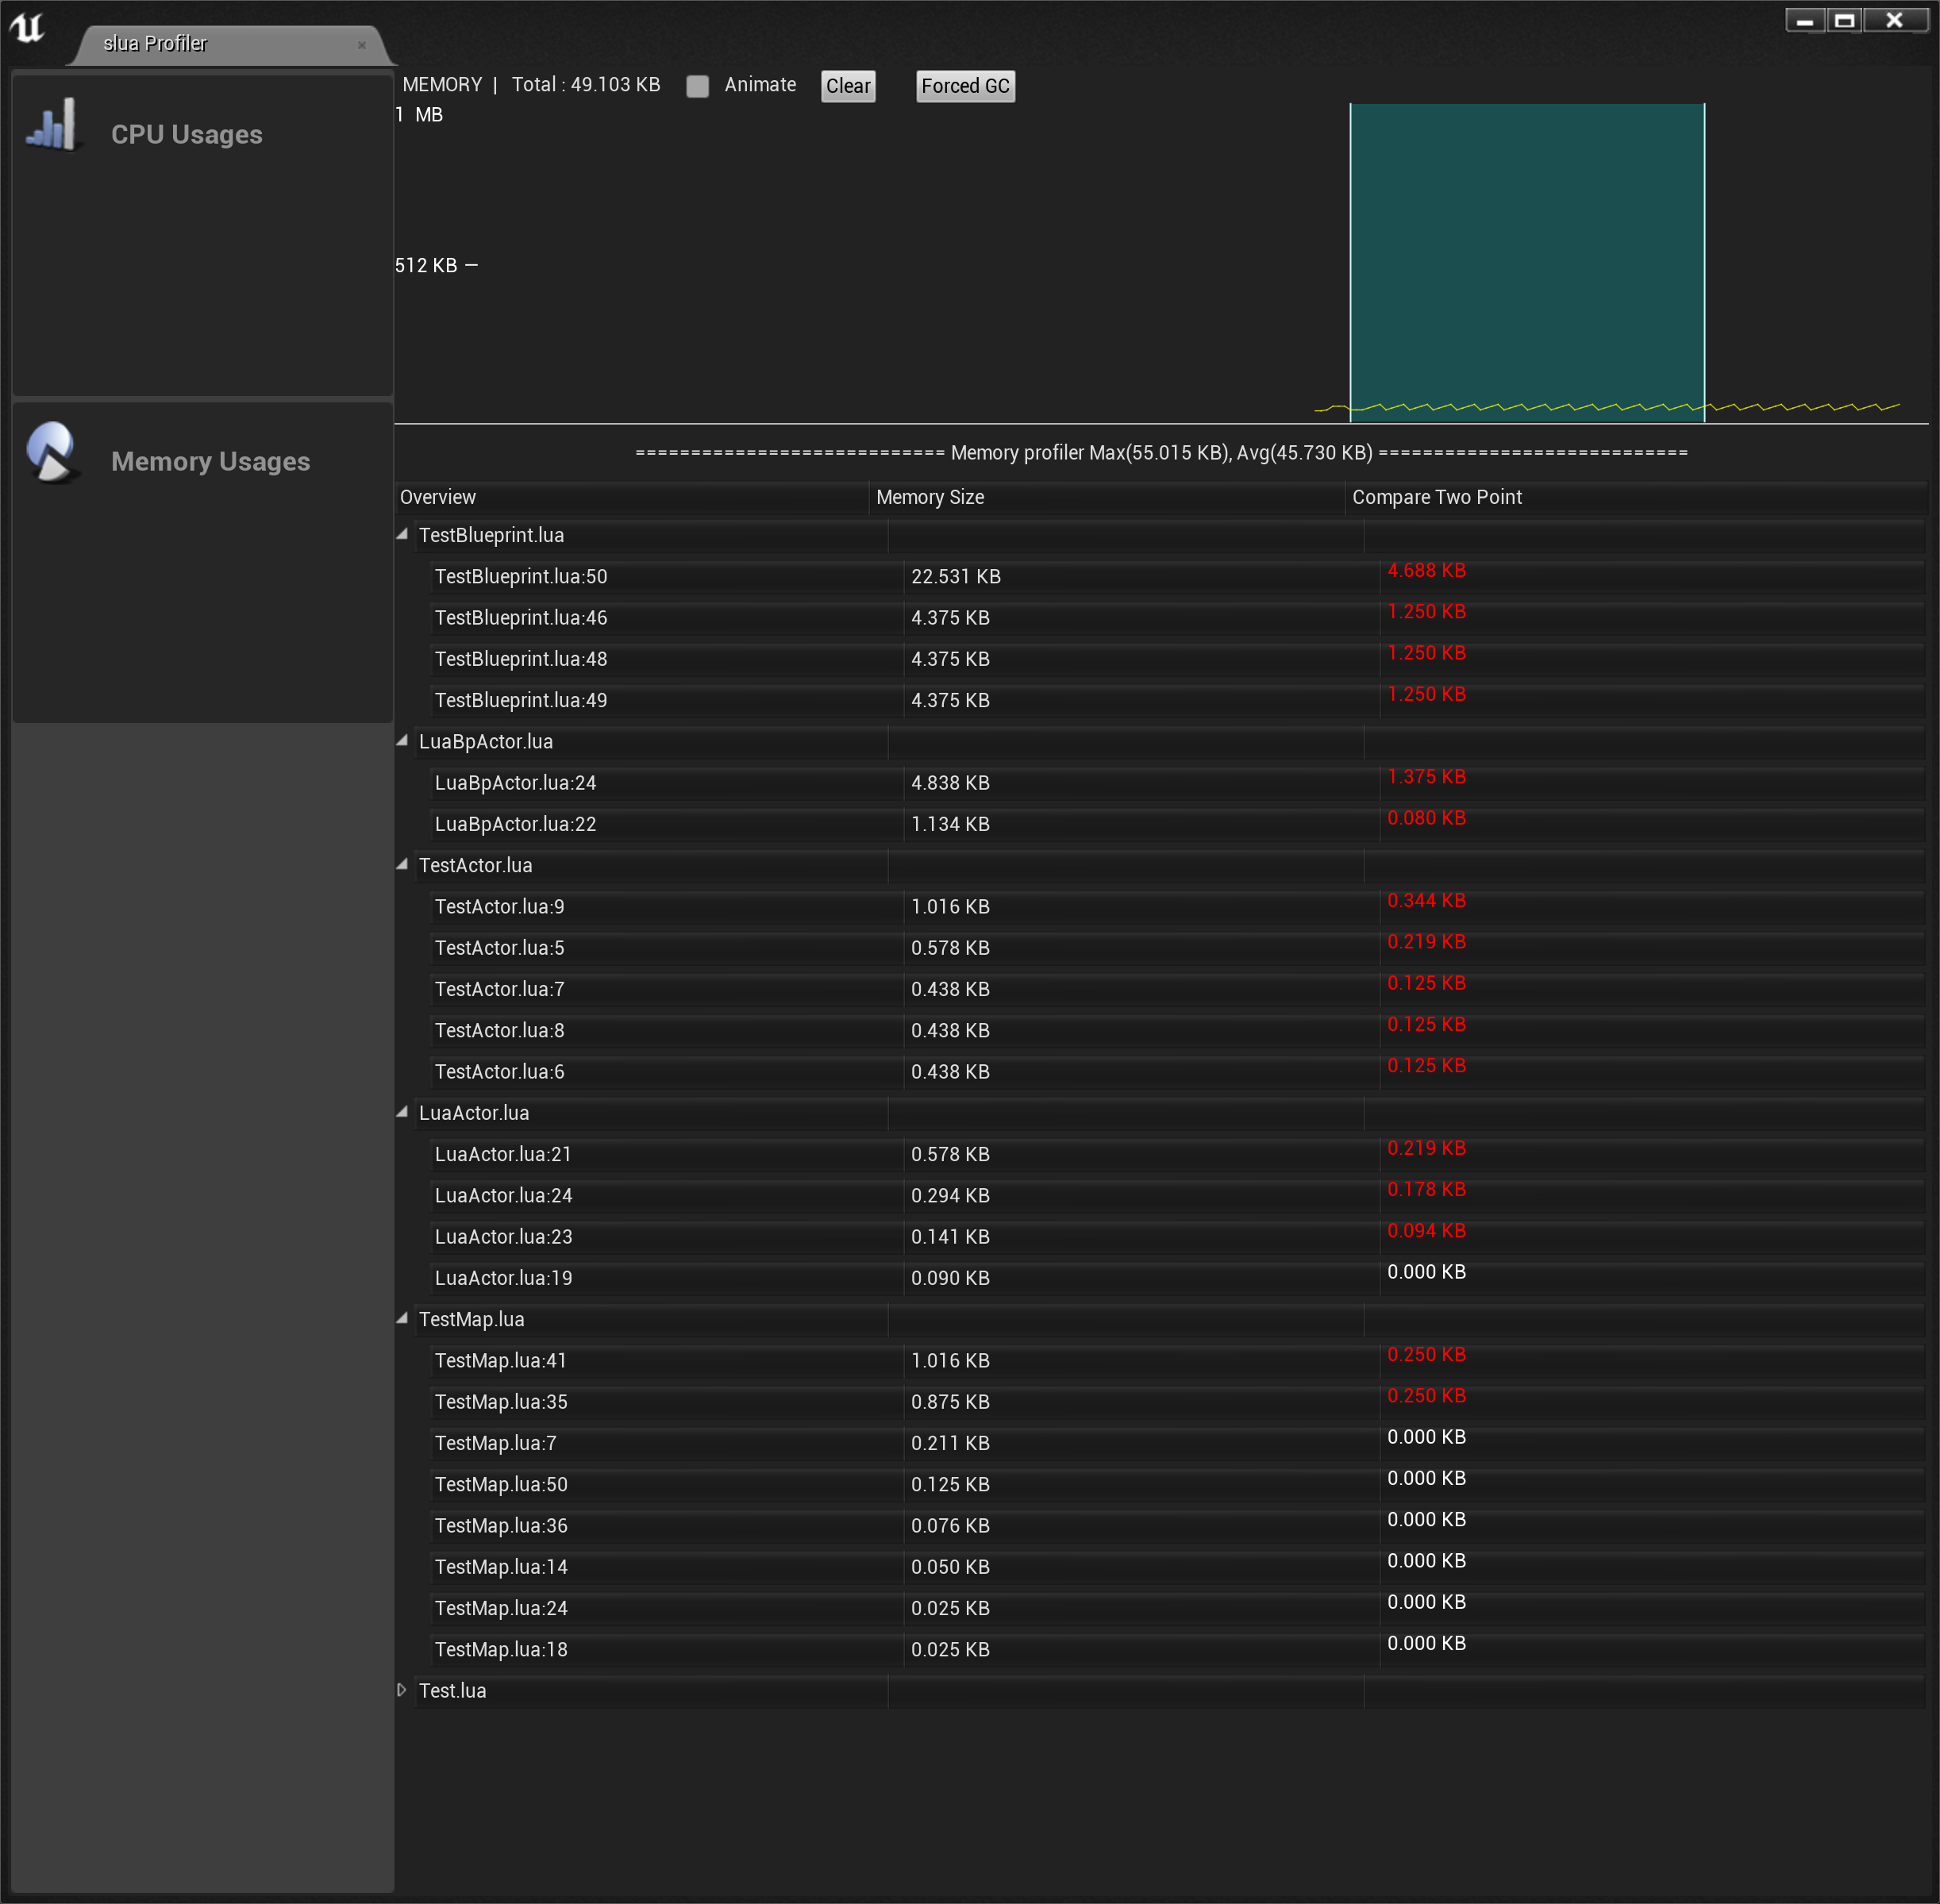 slua Profiler
CPU Usages
Memory Usages
MEMORY | Total : 49.103 KB Animate Clear Forced GC
1 MB
512 KB —
============================ Memory profiler Max(55.015 KB), Avg(45.730 KB) ============================
Overview Memory Size Compare Two Point
TestBlueprint.lua
TestBlueprint.lua:50 22.531 KB 4.688 KB
TestBlueprint.lua:46 4.375 KB 1.250 KB
TestBlueprint.lua:48 4.375 KB 1.250 KB
TestBlueprint.lua:49 4.375 KB 1.250 KB
LuaBpActor.lua
LuaBpActor.lua:24 4.838 KB 1.375 KB
LuaBpActor.lua:22 1.134 KB 0.080 KB
TestActor.lua
TestActor.lua:9 1.016 KB 0.344 KB
TestActor.lua:5 0.578 KB 0.219 KB
TestActor.lua:7 0.438 KB 0.125 KB
TestActor.lua:8 0.438 KB 0.125 KB
TestActor.lua:6 0.438 KB 0.125 KB
LuaActor.lua
LuaActor.lua:21 0.578 KB 0.219 KB
LuaActor.lua:24 0.294 KB 0.178 KB
LuaActor.lua:23 0.141 KB 0.094 KB
LuaActor.lua:19 0.090 KB 0.000 KB
TestMap.lua
TestMap.lua:41 1.016 KB 0.250 KB
TestMap.lua:35 0.875 KB 0.250 KB
TestMap.lua:7 0.211 KB 0.000 KB
TestMap.lua:50 0.125 KB 0.000 KB
TestMap.lua:36 0.076 KB 0.000 KB
TestMap.lua:14 0.050 KB 0.000 KB
TestMap.lua:24 0.025 KB 0.000 KB
TestMap.lua:18 0.025 KB 0.000 KB
Test.lua